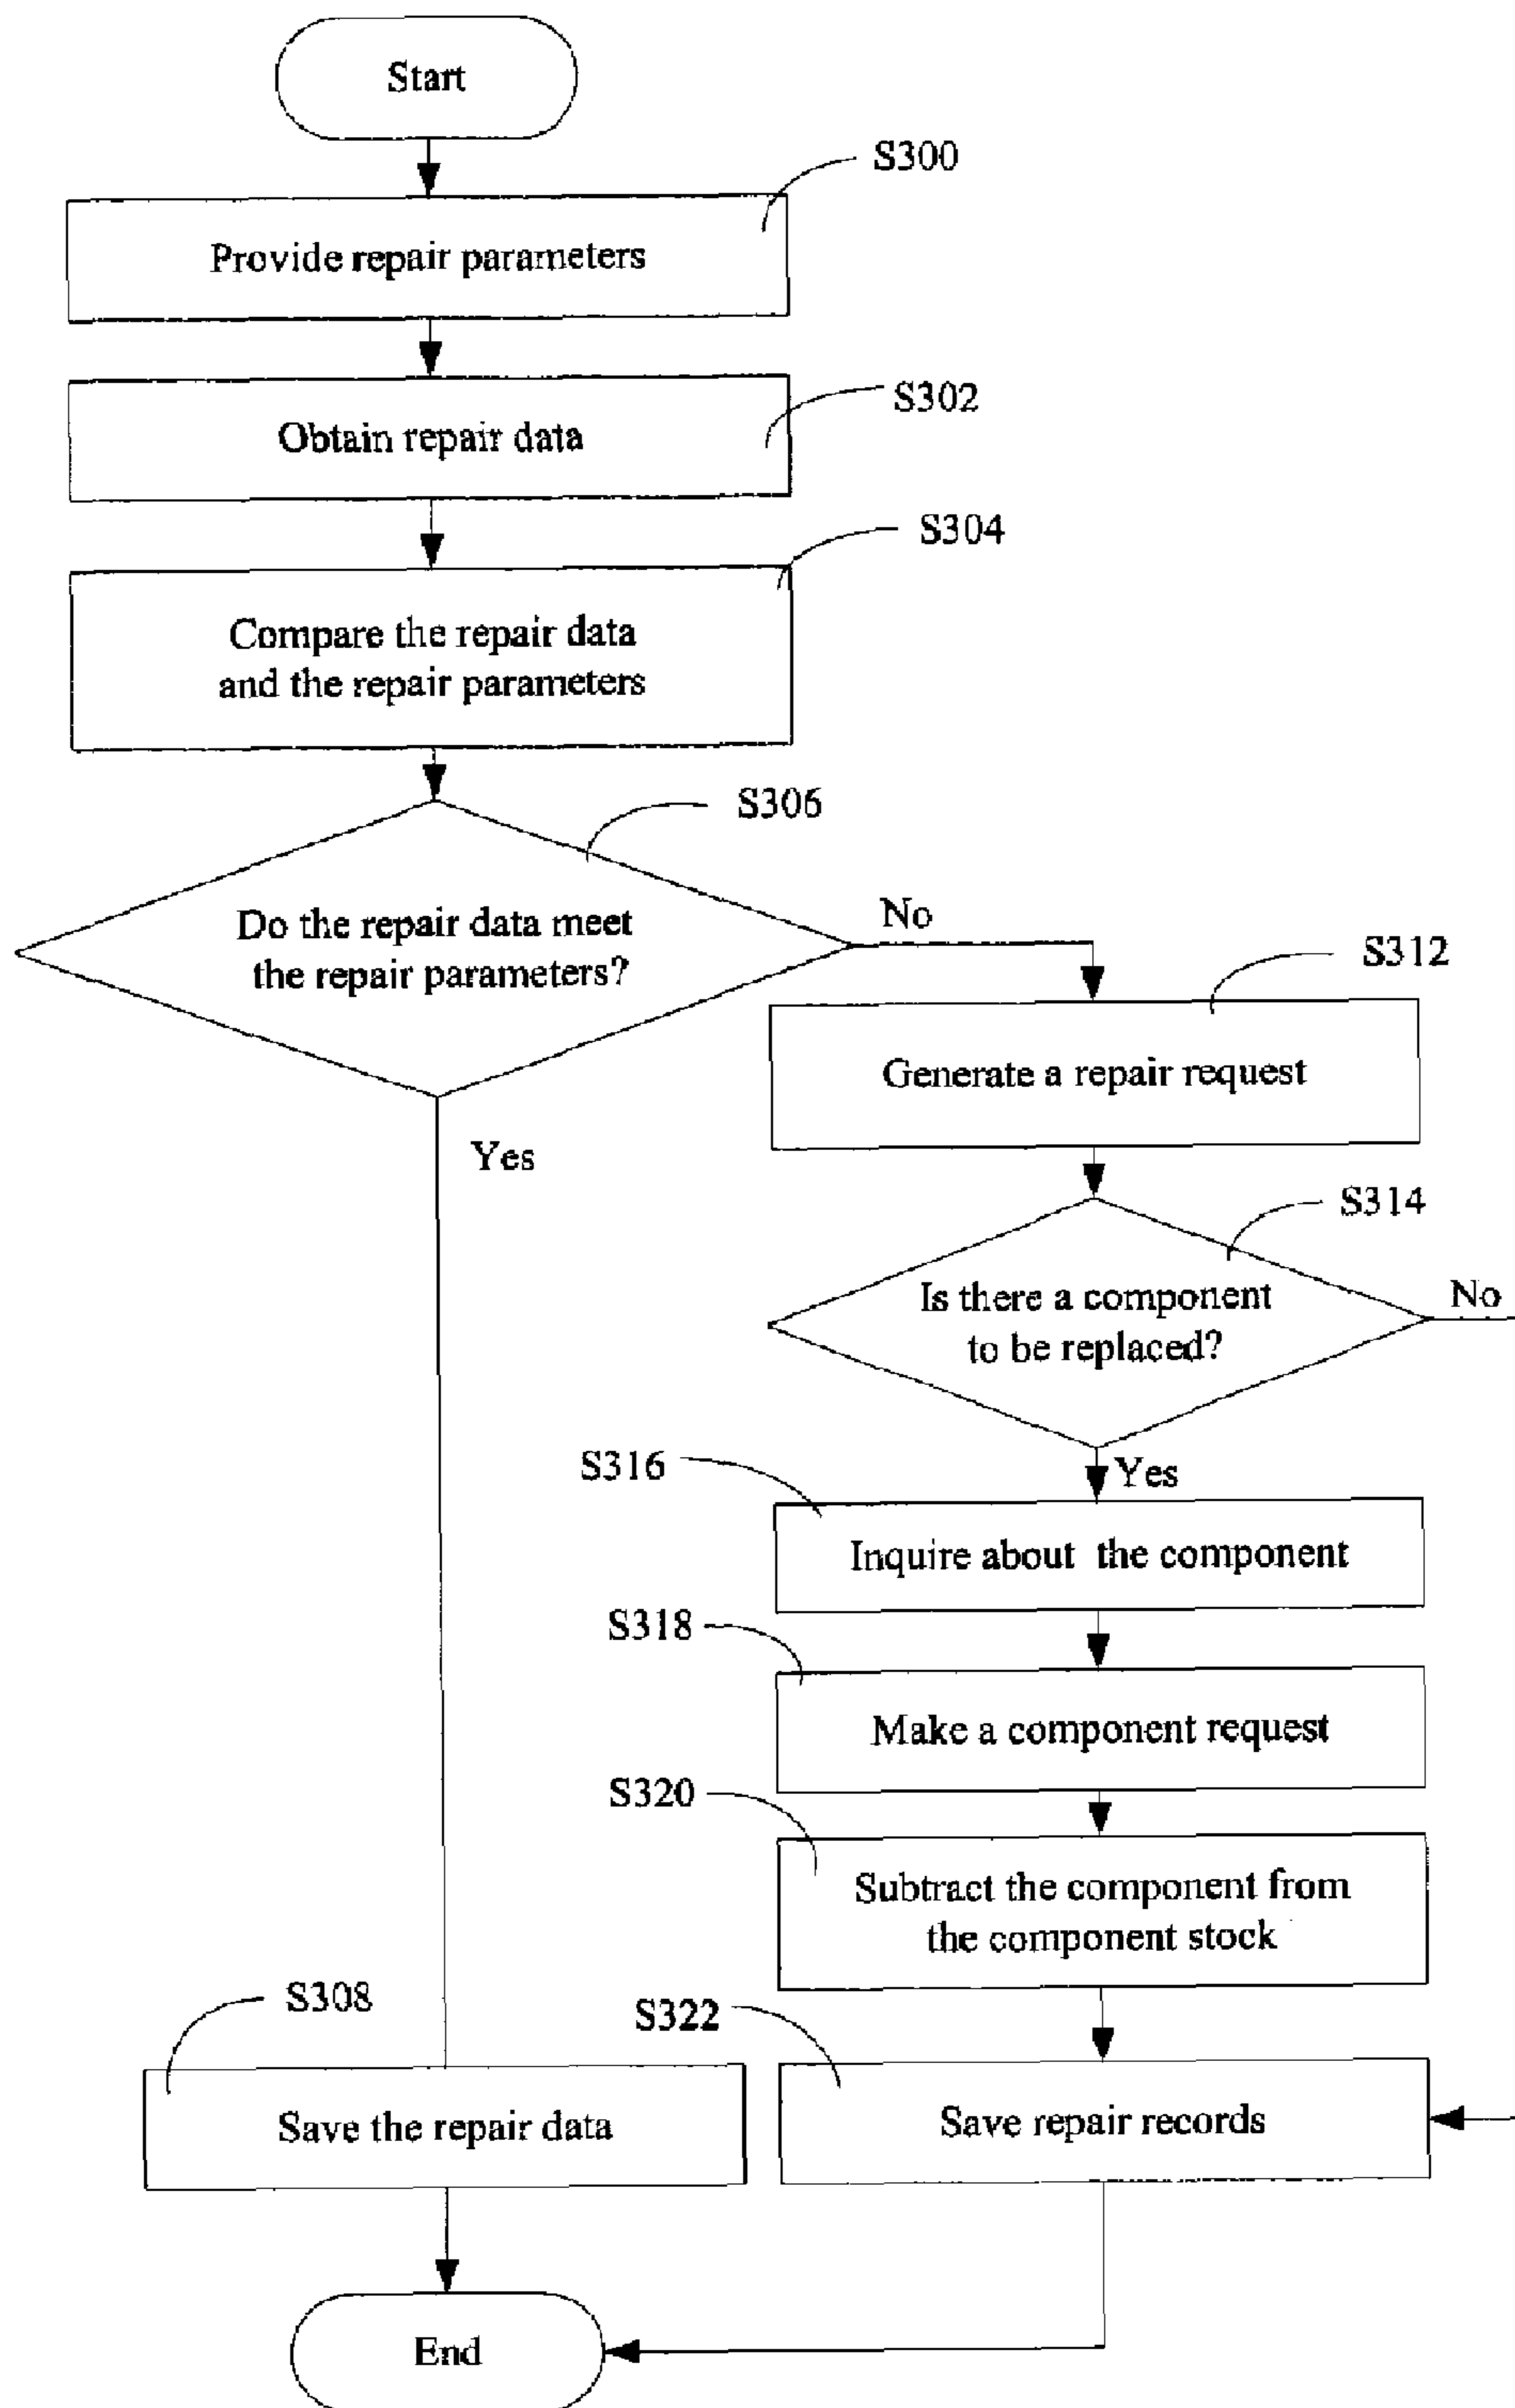 Start
S300
Provide repair parameters
S302
Obtain repair data
S304
Compare the repair data
and the repair parameters
S306
Do the repair data meet
the repair parameters?
No
S312
Generate a repair request
Yes
S314
Is there a component
to be replaced?
No
Yes
S316
Inquire about the component
S318
Make a component request
S320
Subtract the component from
the component stock
S308
S322
Save the repair data
Save repair records
End